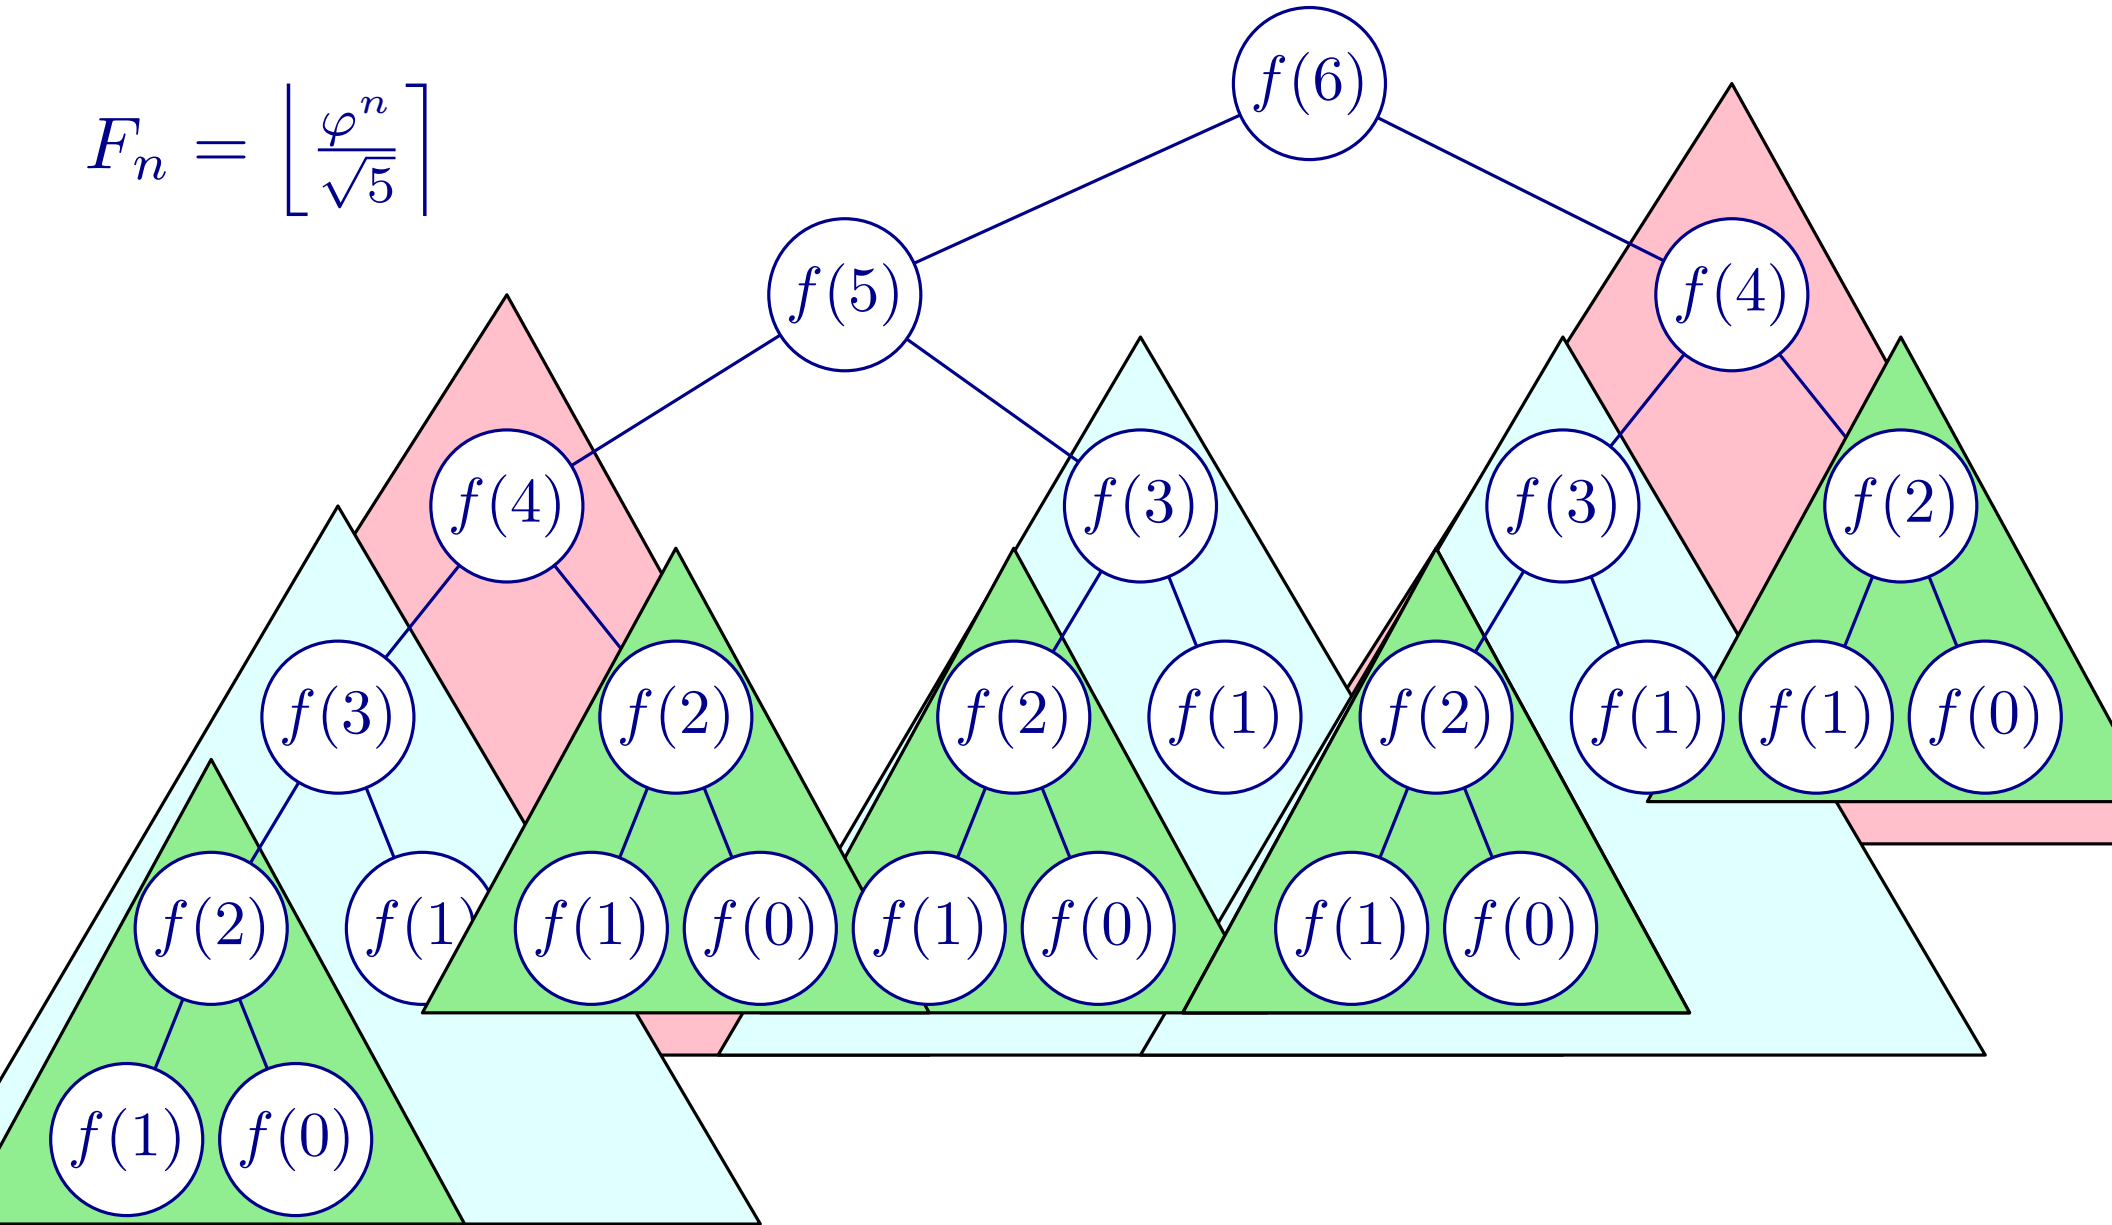 f(6)
F_n = ⌊φ^n/√5⌉
f(5) f(4)
f(4) f(3) f(3) f(2)
f(3) f(2) f(2) f(1) f(2) f(1) f(1) f(0)
f(2) f(1 f(1) f(0) f(1) f(0) f(1) f(0)
f(1) f(0)